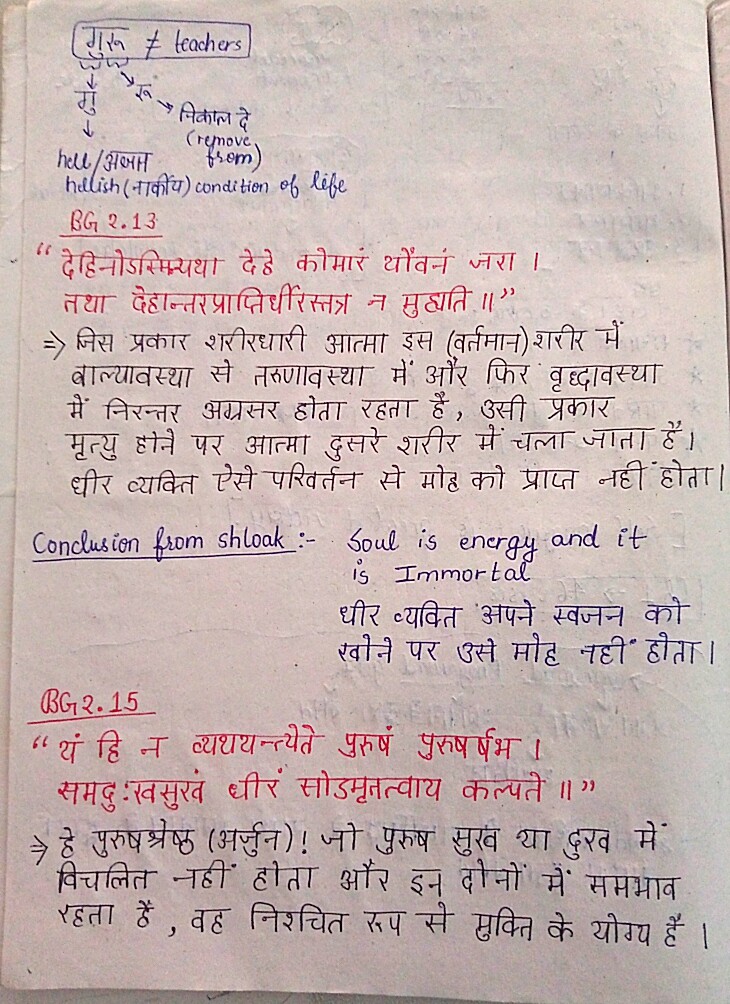 गुरू ≠ teachers
गु रू → निकाल दे
(remove from)
hell/अज्ञान
hellish (नार्कीय) condition of life
BG 2.13
“देहिनोऽस्मिन्यथा देहे कौमारं यौवनं जरा ।
तथा देहान्तरप्राप्तिर्धीरस्तत्र न मुह्यति ॥”
⇒ जिस प्रकार शरीरधारी आत्मा इस (वर्तमान) शरीर में
बाल्यावस्था से तरुणावस्था में और फिर वृध्दावस्था
में निरन्तर अग्रसर होता रहता है, उसी प्रकार
मृत्यु होने पर आत्मा दुसरे शरीर में चला जाता है।
धीर व्यक्ति ऐसे परिवर्तन से मोह को प्राप्त नहीं होता।
Conclusion from shloak :- Soul is energy and it
is Immortal
धीर व्यक्ति अपने स्वजन को
खोने पर उसे मोह नहीं होता।
BG 2.15
“यं हि न व्यथयन्त्येते पुरुषं पुरुषर्षभ ।
समदुःखसुखं धीरं सोऽमृतत्वाय कल्पते ॥”
⇒ हे पुरुषश्रेष्ठ (अर्जुन)! जो पुरुष सुख या दुख में
विचलित नहीं होता और इन दोनों में समभाव
रहता है, वह निश्चित रूप से मुक्ति के योग्य है ।